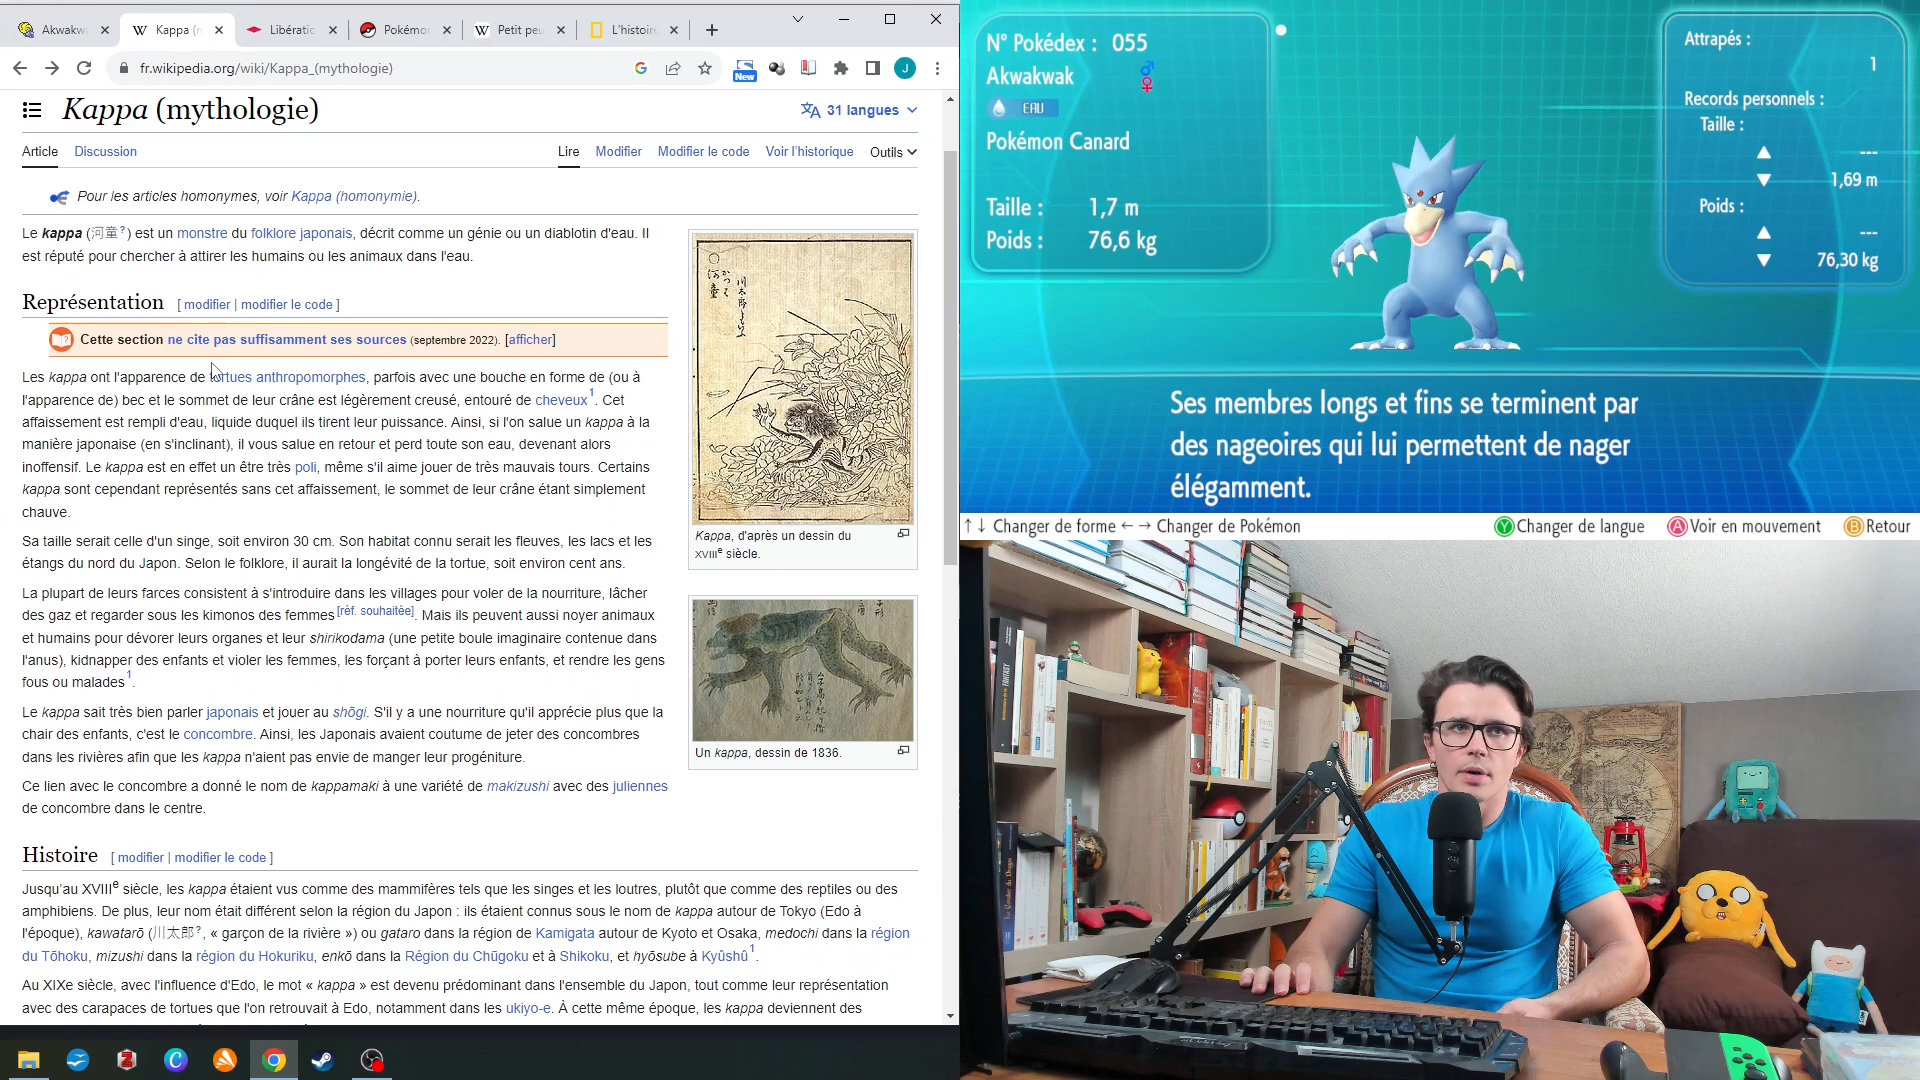 Akwakw
Kappa (r
Libératio
Pokémo
Petit peu
L'histoir
fr.wikipedia.org/wiki/Kappa_(mythologie)
New
J
Kappa (mythologie)
31 langues
Article Discussion
Lire Modifier Modifier le code Voir l'historique Outils
Pour les articles homonymes, voir Kappa (homonymie).
Le kappa (河童?) est un monstre du folklore japonais, décrit comme un génie ou un diablotin d'eau. Il
est réputé pour chercher à attirer les humains ou les animaux dans l'eau.
Représentation [ modifier | modifier le code ]
Cette section ne cite pas suffisamment ses sources (septembre 2022). [afficher]
Les kappa ont l'apparence de tortues anthropomorphes, parfois avec une bouche en forme de (ou à
l'apparence de) bec et le sommet de leur crâne est légèrement creusé, entouré de cheveux1. Cet
affaissement est rempli d'eau, liquide duquel ils tirent leur puissance. Ainsi, si l'on salue un kappa à la
manière japonaise (en s'inclinant), il vous salue en retour et perd toute son eau, devenant alors
inoffensif. Le kappa est en effet un être très poli, même s'il aime jouer de très mauvais tours. Certains
kappa sont cependant représentés sans cet affaissement, le sommet de leur crâne étant simplement
chauve.
Sa taille serait celle d'un singe, soit environ 30 cm. Son habitat connu serait les fleuves, les lacs et les
étangs du nord du Japon. Selon le folklore, il aurait la longévité de la tortue, soit environ cent ans.
La plupart de leurs farces consistent à s'introduire dans les villages pour voler de la nourriture, lâcher
des gaz et regarder sous les kimonos des femmes[réf. souhaitée]. Mais ils peuvent aussi noyer animaux
et humains pour dévorer leurs organes et leur shirikodama (une petite boule imaginaire contenue dans
l'anus), kidnapper des enfants et violer les femmes, les forçant à porter leurs enfants, et rendre les gens
fous ou malades1.
Le kappa sait très bien parler japonais et jouer au shōgi. S'il y a une nourriture qu'il apprécie plus que la
chair des enfants, c'est le concombre. Ainsi, les Japonais avaient coutume de jeter des concombres
dans les rivières afin que les kappa n'aient pas envie de manger leur progéniture.
Ce lien avec le concombre a donné le nom de kappamaki à une variété de makizushi avec des juliennes
de concombre dans le centre.
川太郎
河童
Kappa, d'après un dessin du
XVIIIe siècle.
Un kappa, dessin de 1836.
Histoire [ modifier | modifier le code ]
Jusqu'au XVIIIe siècle, les kappa étaient vus comme des mammifères tels que les singes et les loutres, plutôt que comme des reptiles ou des
amphibiens. De plus, leur nom était différent selon la région du Japon : ils étaient connus sous le nom de kappa autour de Tokyo (Edo à
l'époque), kawatarō (川太郎?, « garçon de la rivière ») ou gataro dans la région de Kamigata autour de Kyoto et Osaka, medochi dans la région
du Tōhoku, mizushi dans la région du Hokuriku, enkō dans la Région du Chūgoku et à Shikoku, et hyōsube à Kyûshû1.
Au XIXe siècle, avec l'influence d'Edo, le mot « kappa » est devenu prédominant dans l'ensemble du Japon, tout comme leur représentation
avec des carapaces de tortues que l'on retrouvait à Edo, notamment dans les ukiyo-e. À cette même époque, les kappa deviennent des
N° Pokédex : 055
Akwakwak
EAU
Pokémon Canard
Taille : 1,7 m
Poids : 76,6 kg
Attrapés :
1
Records personnels :
Taille :
---
1,69 m
Poids :
---
76,30 kg
Ses membres longs et fins se terminent par
des nageoires qui lui permettent de nager
élégamment.
↑↓ Changer de forme ←→ Changer de Pokémon
Y Changer de langue
A Voir en mouvement
B Retour